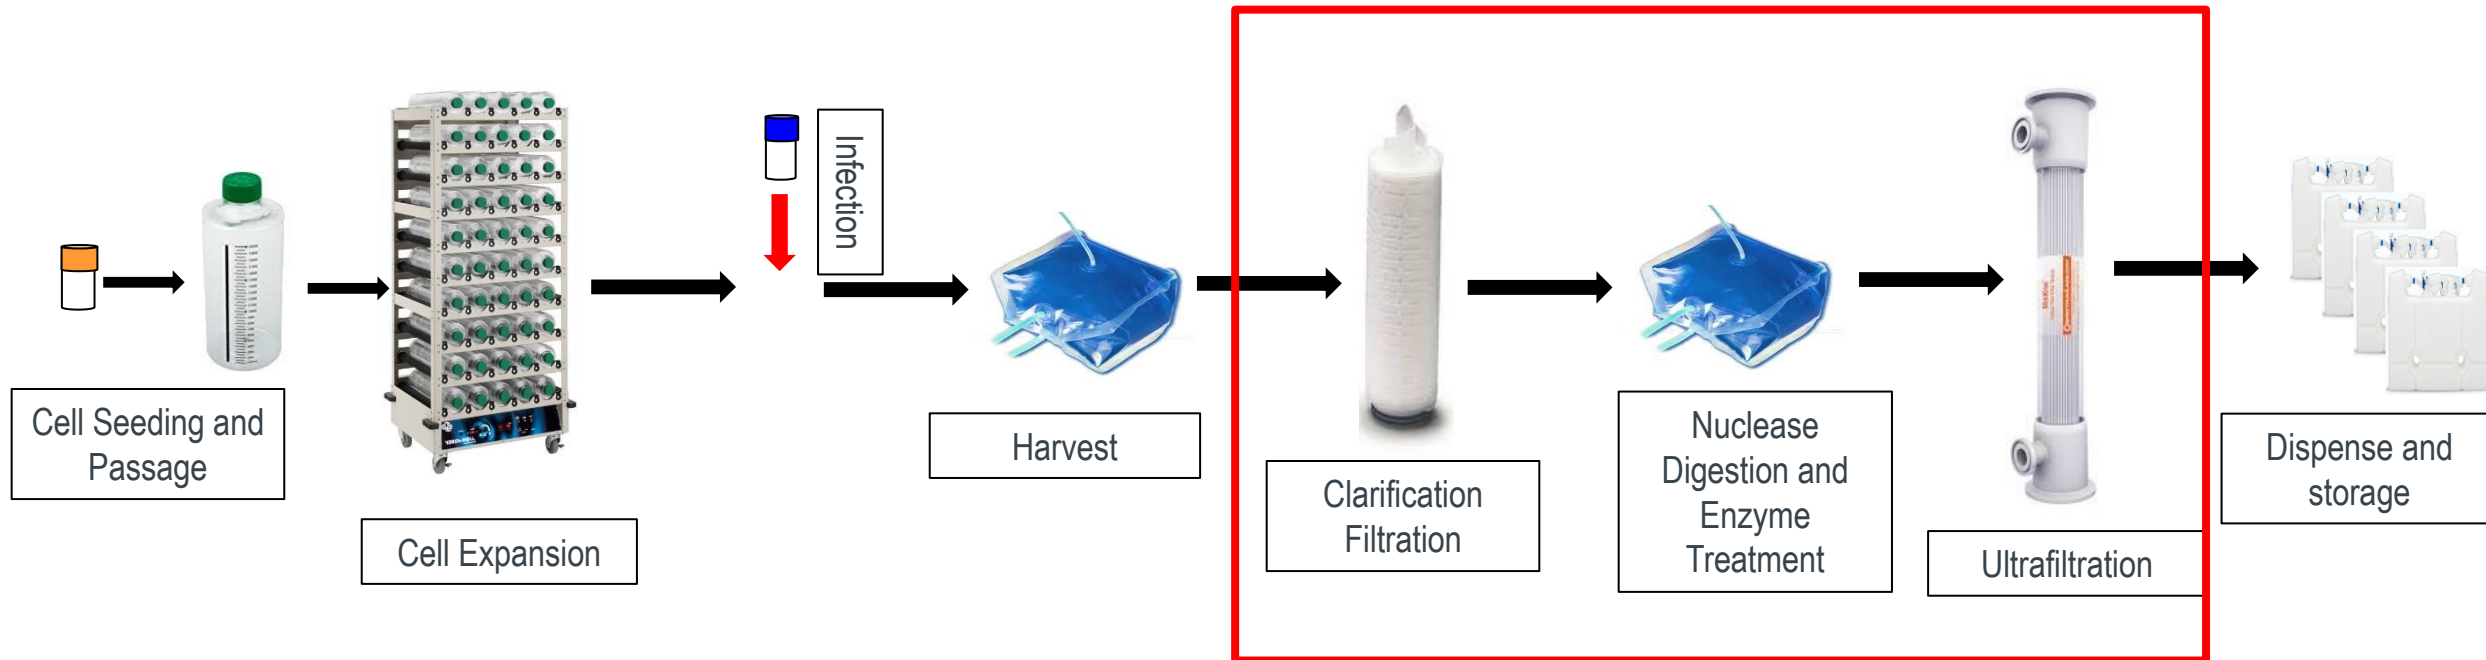 Cell Seeding and
Passage
Cell Expansion
Infection
Harvest
Clarification
Filtration
Nuclease
Digestion and
Enzyme
Treatment
Ultrafiltration
Dispense and
storage